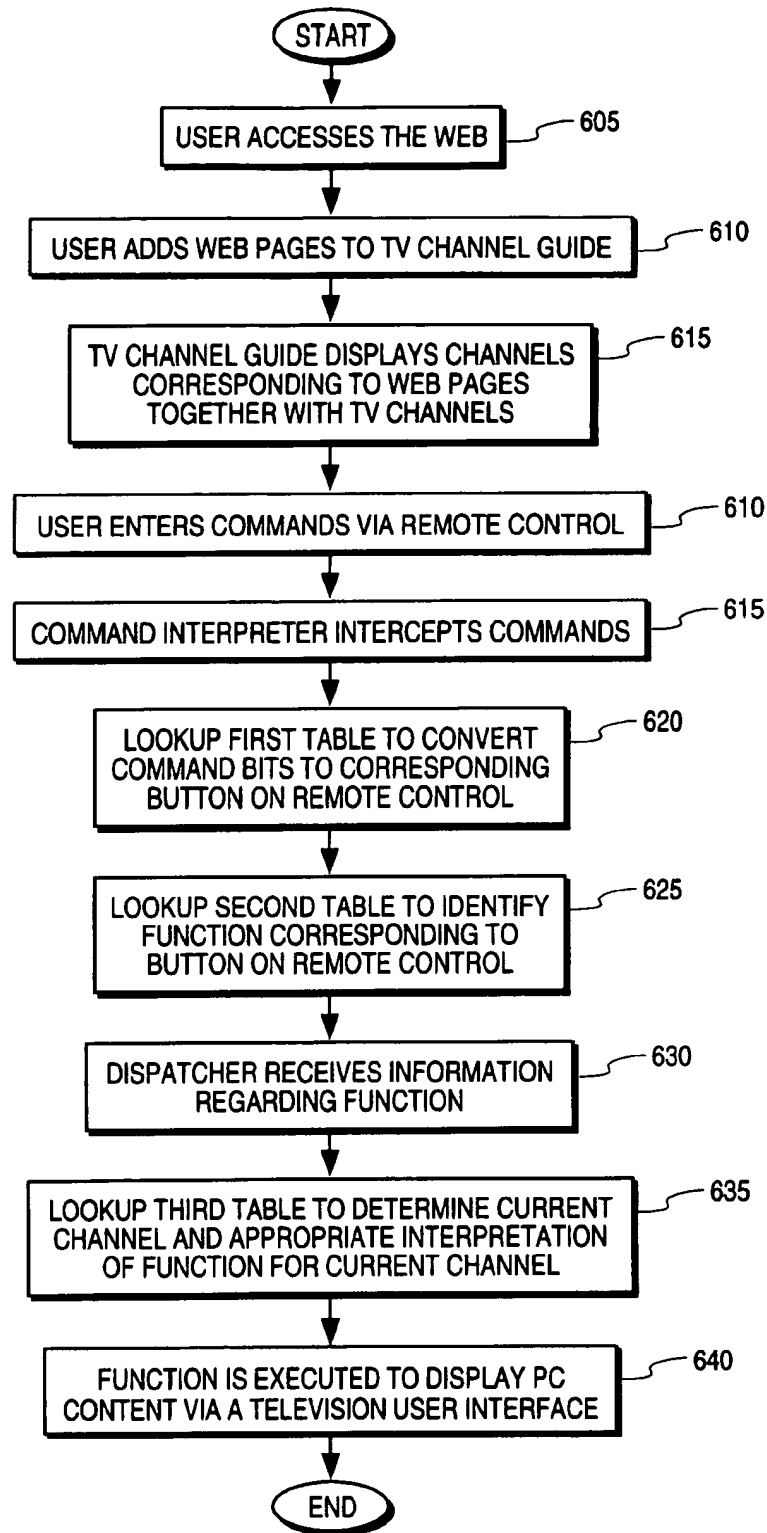 START
USER ACCESSES THE WEB
605
USER ADDS WEB PAGES TO TV CHANNEL GUIDE
610
TV CHANNEL GUIDE DISPLAYS CHANNELS
CORRESPONDING TO WEB PAGES
TOGETHER WITH TV CHANNELS
615
USER ENTERS COMMANDS VIA REMOTE CONTROL
610
COMMAND INTERPRETER INTERCEPTS COMMANDS
615
LOOKUP FIRST TABLE TO CONVERT
COMMAND BITS TO CORRESPONDING
BUTTON ON REMOTE CONTROL
620
LOOKUP SECOND TABLE TO IDENTIFY
FUNCTION CORRESPONDING TO
BUTTON ON REMOTE CONTROL
625
DISPATCHER RECEIVES INFORMATION
REGARDING FUNCTION
630
LOOKUP THIRD TABLE TO DETERMINE CURRENT
CHANNEL AND APPROPRIATE INTERPRETATION
OF FUNCTION FOR CURRENT CHANNEL
635
FUNCTION IS EXECUTED TO DISPLAY PC
CONTENT VIA A TELEVISION USER INTERFACE
640
END